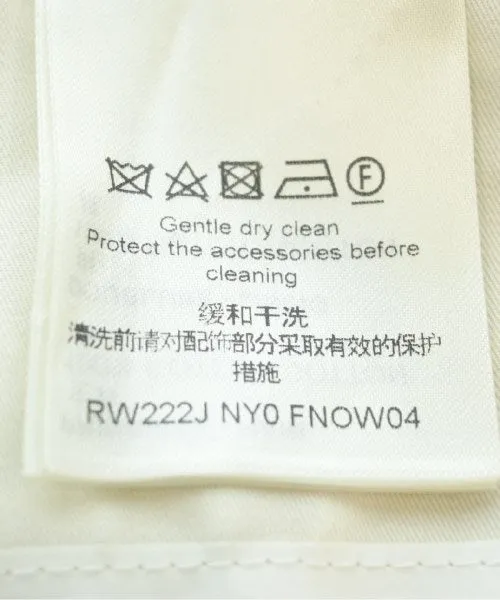 F
Gentle dry clean
Protect the accessories before
cleaning
缓和干洗
清洗前请对配饰部分采取有效的保护
措施
RW222J NY0 FNOW04